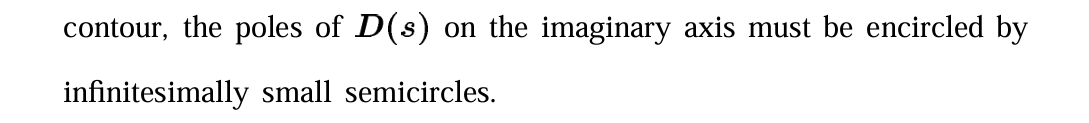 contour, the poles of D(s) on the imaginary axis must be encircled by
infinitesimally small semicircles.